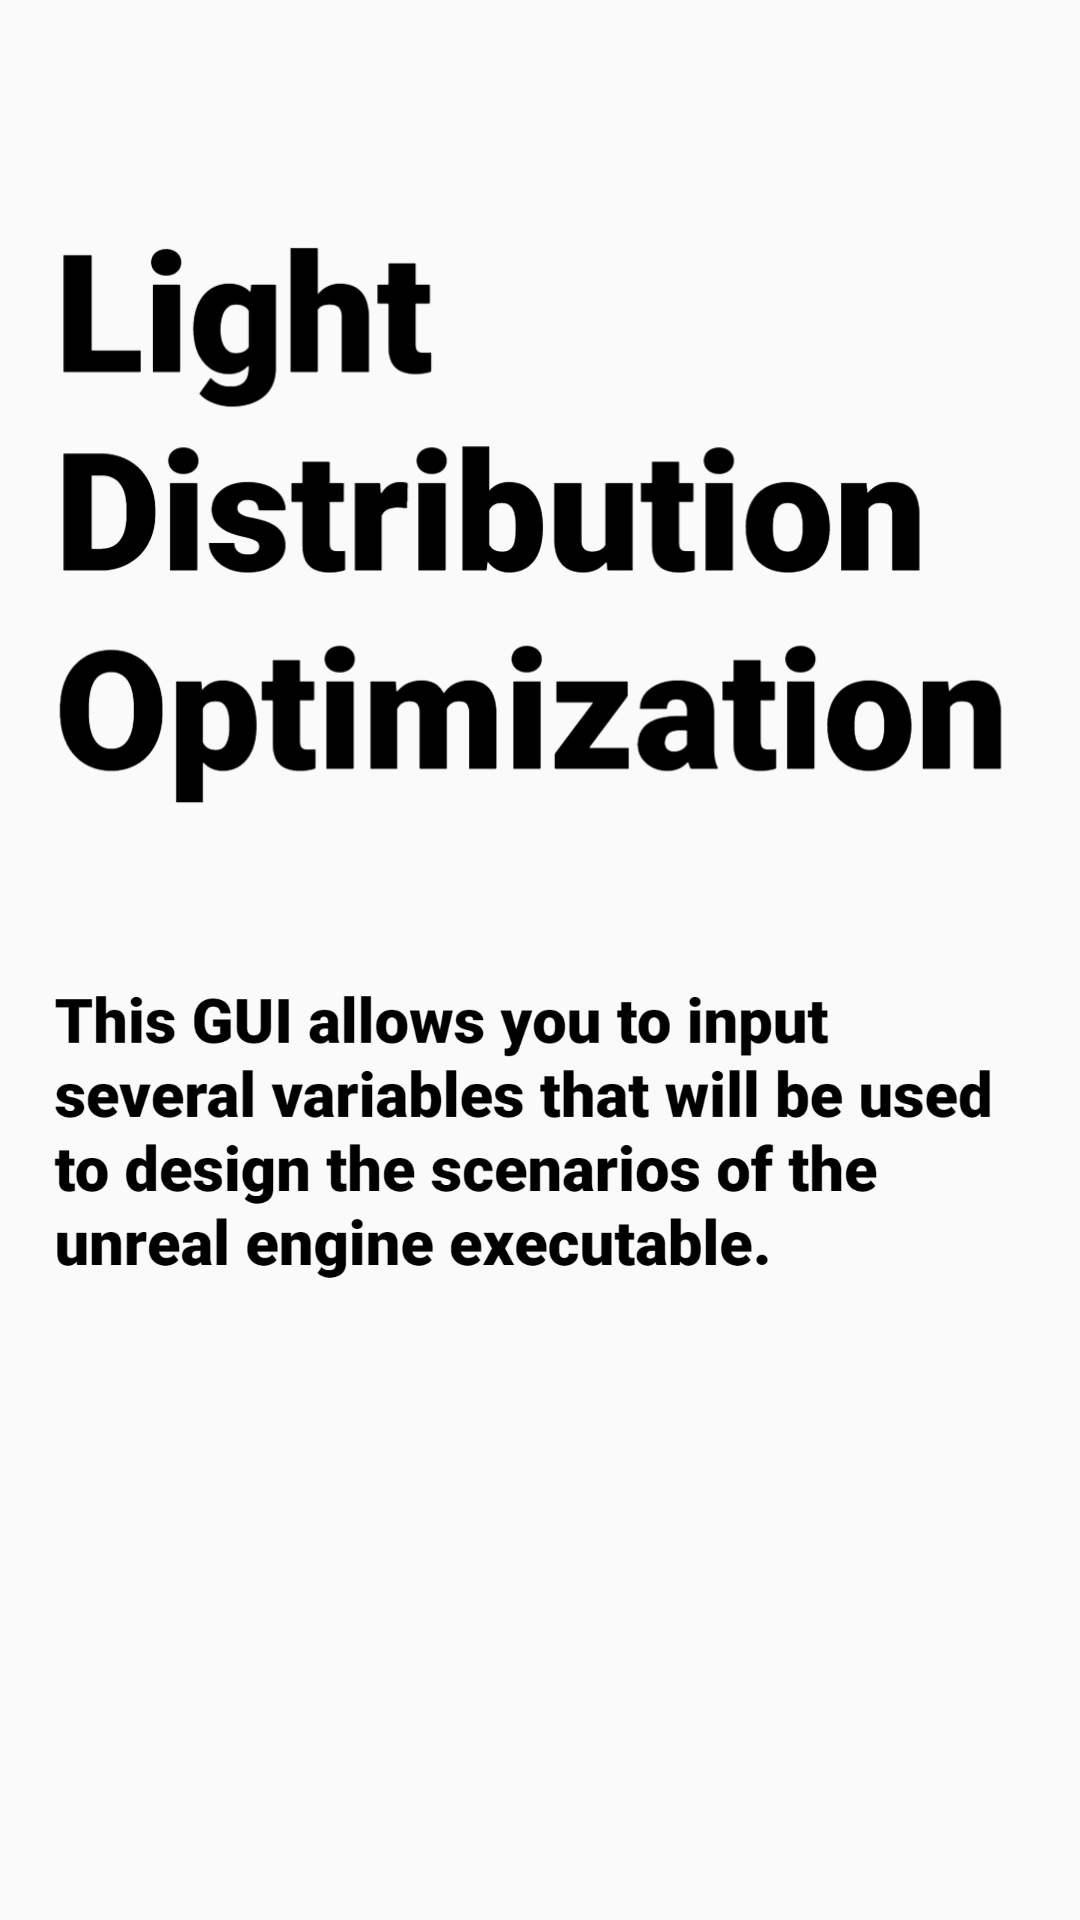 Light
Distribution
Optimization
This GUI allows you to input
several variables that will be used
to design the scenarios of the
unreal engine executable.